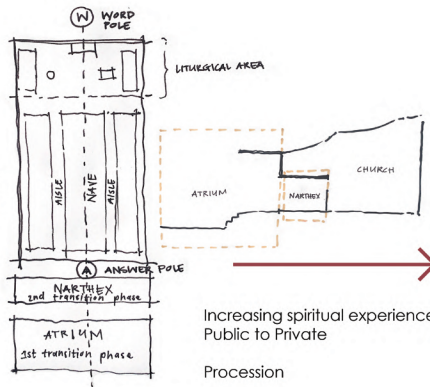 W WORD
POLE
LITURGICAL AREA
AISLE
NAVE
AISLE
A ANSWER POLE
NARTHEX
2nd transition phase
ATRIUM
1st transition phase
ATRIUM
NARTHEX
CHURCH
Increasing spiritual experience
Public to Private
Procession